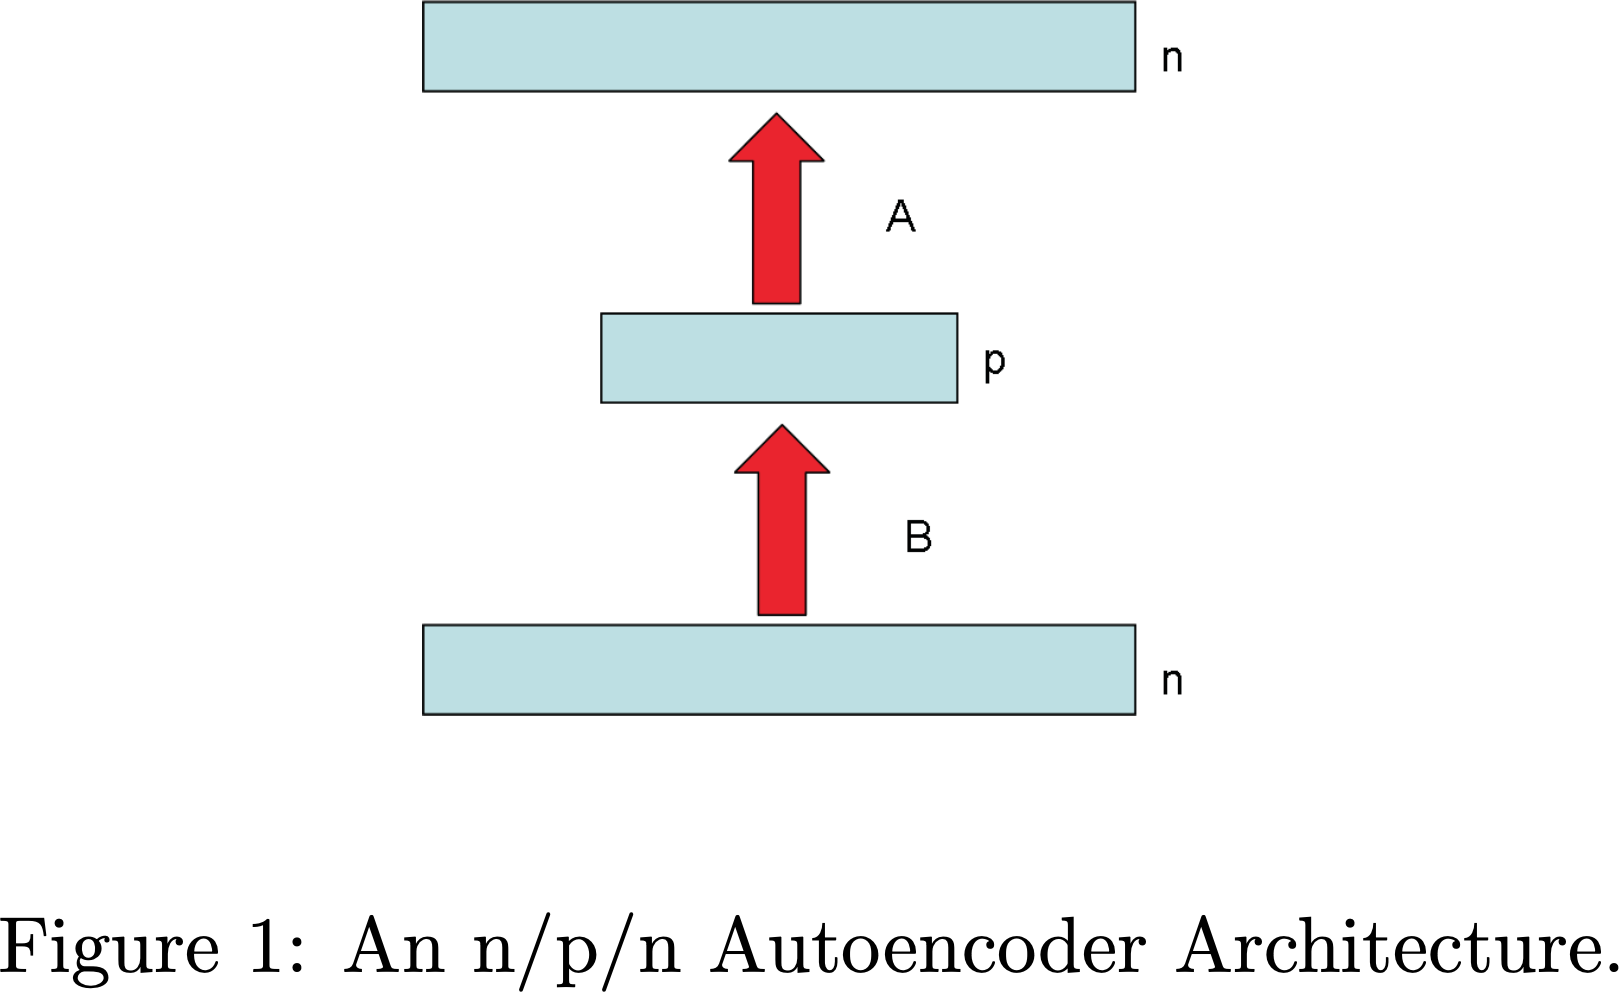 n
A
p
B
n
Figure 1: An n/p/n Autoencoder Architecture.